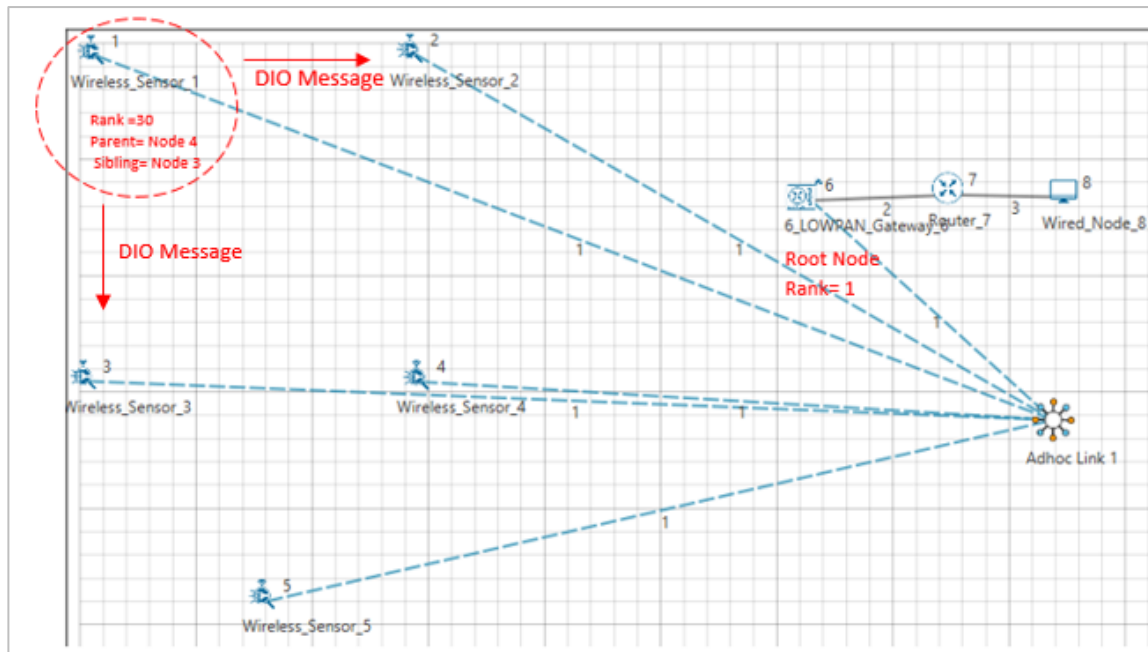 1
2
Wireless_Sensor_1
DIO Message
Wireless_Sensor_2
Rank =30
Parent= Node 4
Sibling= Node 3
6
7
8
2
3
6_LOWPAN_Gateway_6
Router_7
Wired_Node_8
DIO Message
1
1
Root Node
Rank= 1
1
3
4
Wireless_Sensor_3
Wireless_Sensor_4
1
1
Adhoc Link 1
1
5
Wireless_Sensor_5